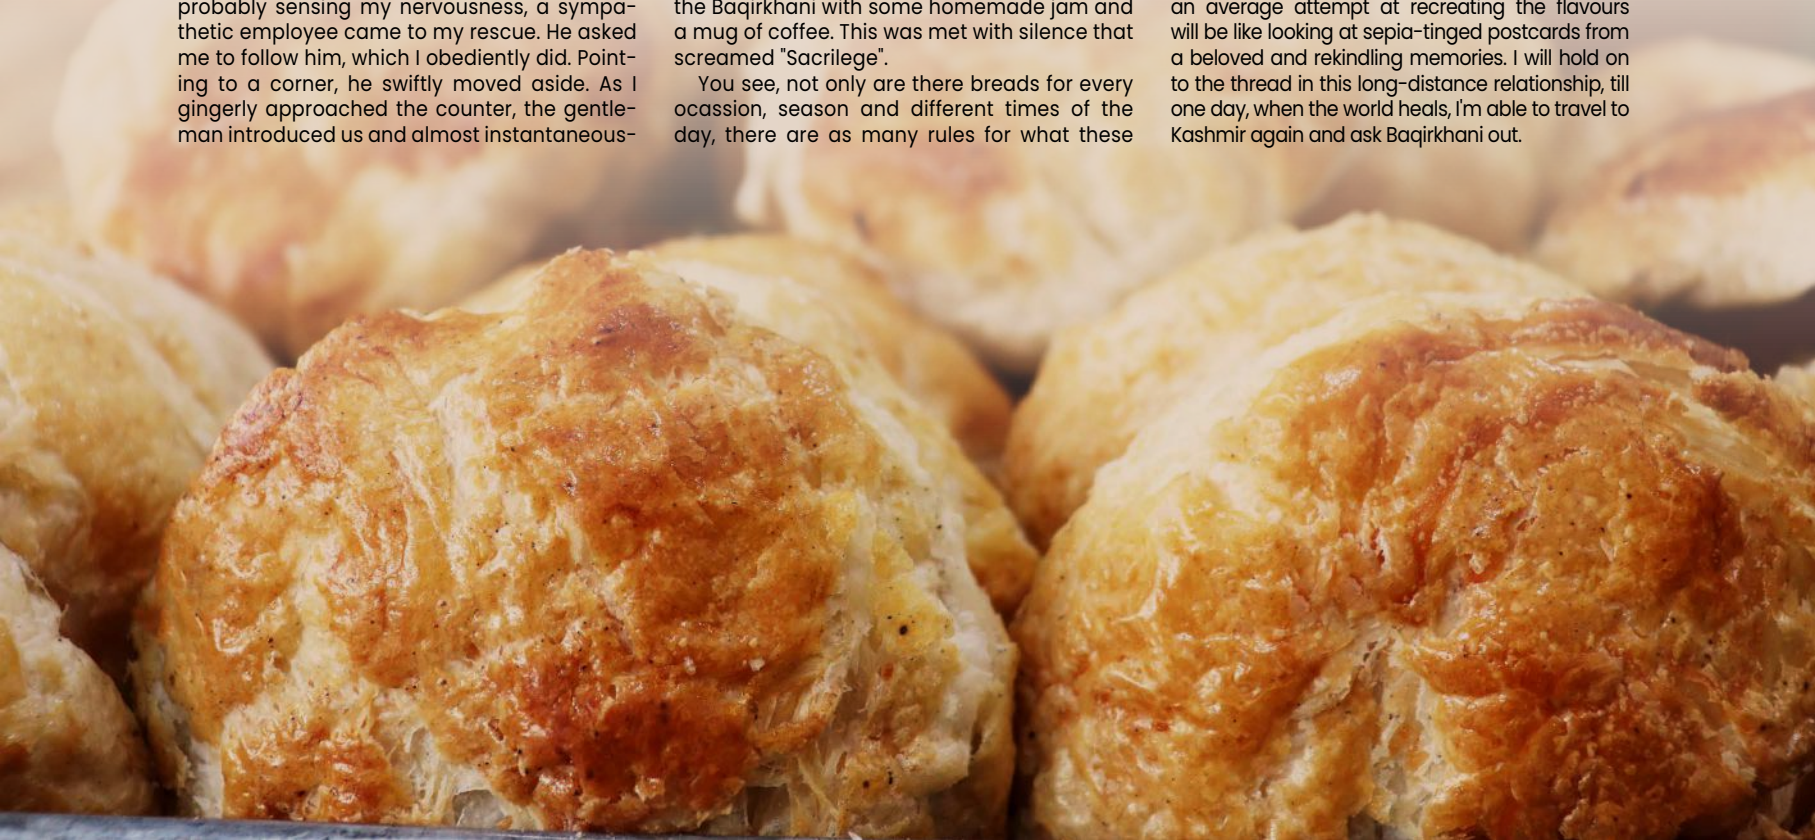 probably sensing my nervousness, a sympa-
thetic employee came to my rescue. He asked
me to follow him, which I obediently did. Point-
ing to a corner, he swiftly moved aside. As I
gingerly approached the counter, the gentle-
man introduced us and almost instantaneous-
the Baqirkhani with some homemade jam and
a mug of coffee. This was met with silence that
screamed "Sacrilege".
You see, not only are there breads for every
ocassion, season and different times of the
day, there are as many rules for what these
an average attempt at recreating the flavours
will be like looking at sepia-tinged postcards from
a beloved and rekindling memories. I will hold on
to the thread in this long-distance relationship, till
one day, when the world heals, I'm able to travel to
Kashmir again and ask Baqirkhani out.